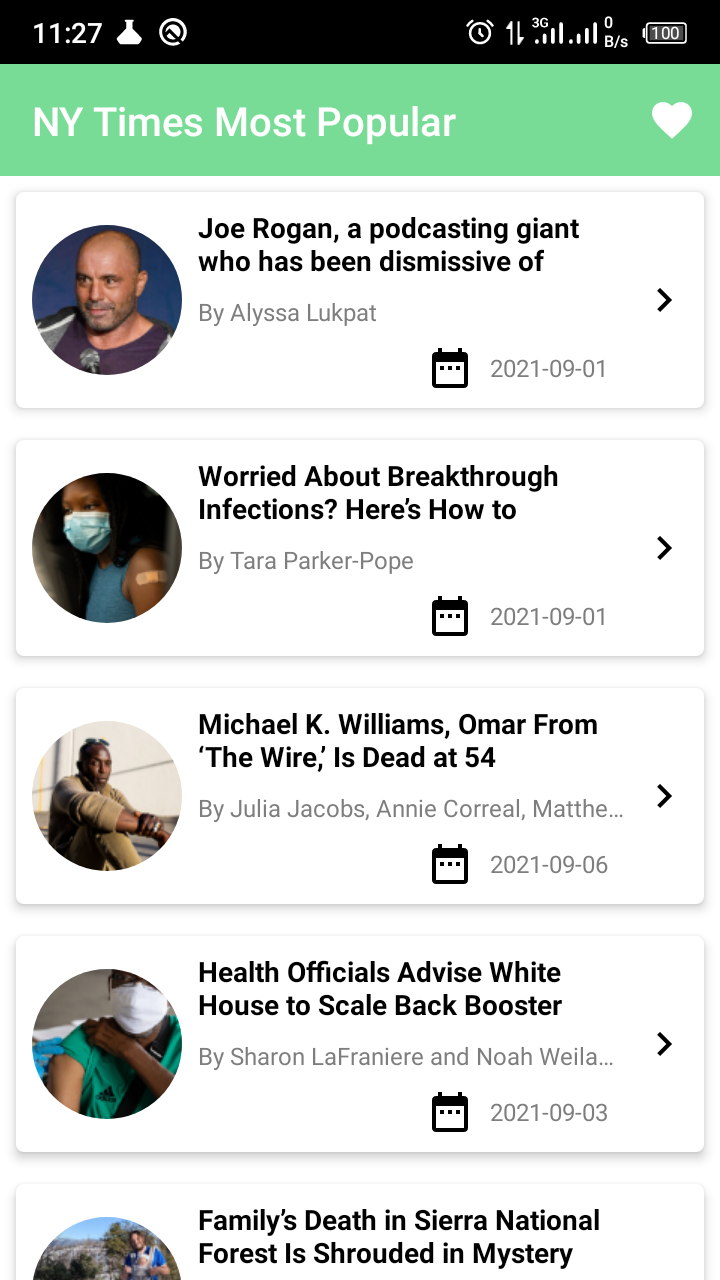 11:27
3G
0
B/s
100
NY Times Most Popular
Joe Rogan, a podcasting giant
who has been dismissive of
By Alyssa Lukpat
2021-09-01
Worried About Breakthrough
Infections? Here’s How to
By Tara Parker-Pope
2021-09-01
Michael K. Williams, Omar From
‘The Wire,’ Is Dead at 54
By Julia Jacobs, Annie Correal, Matthe...
2021-09-06
Health Officials Advise White
House to Scale Back Booster
By Sharon LaFraniere and Noah Weila...
2021-09-03
Family’s Death in Sierra National
Forest Is Shrouded in Mystery